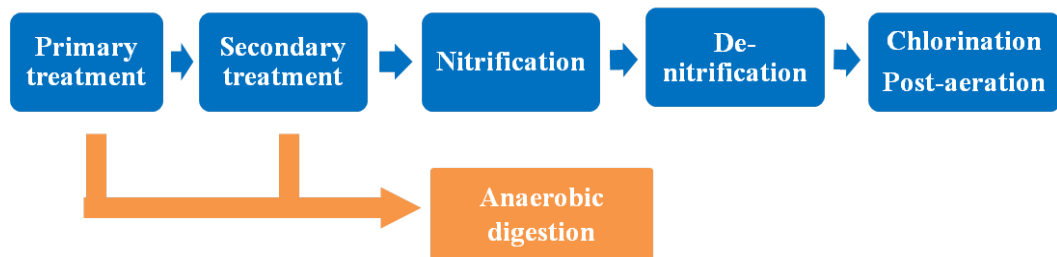 Primary
treatment
Secondary
treatment
Nitrification
De-
nitrification
Chlorination
Post-aeration
Anaerobic
digestion